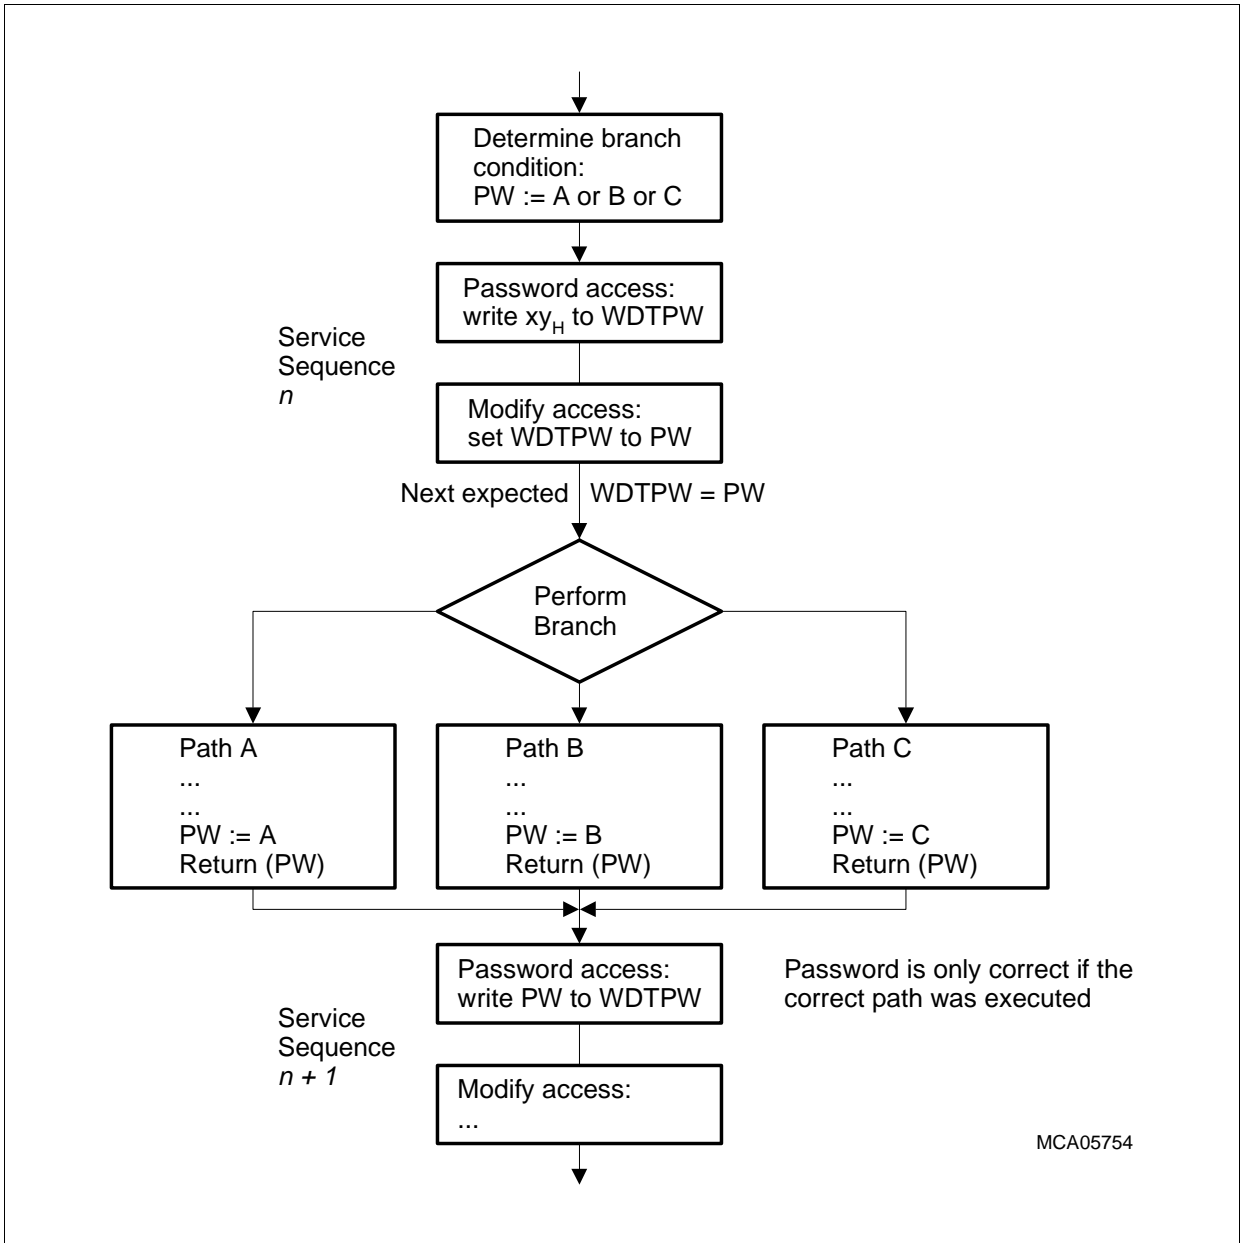 Determine branch
condition:
PW := A or B or C
Password access:
write xyH to WDTPW
Service
Sequence
n
Modify access:
set WDTPW to PW
Next expected WDTPW = PW
Perform
Branch
Path A
...
...
PW := A
Return (PW)
Path B
...
...
PW := B
Return (PW)
Path C
...
...
PW := C
Return (PW)
Password access:
write PW to WDTPW
Password is only correct if the
correct path was executed
Service
Sequence
n + 1
Modify access:
...
MCA05754